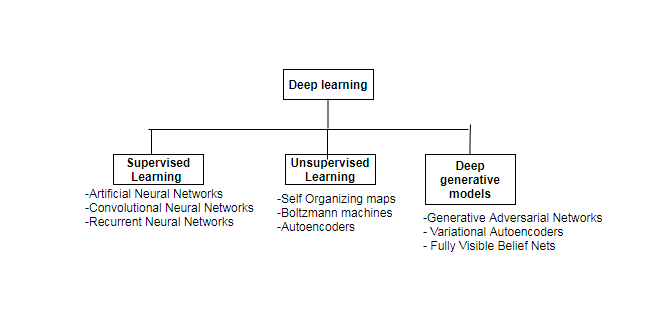 Deep learning
Supervised
Learning
-Artificial Neural Networks
-Convolutional Neural Networks
-Recurrent Neural Networks
Unsupervised
Learning
-Self Organizing maps
-Boltzmann machines
-Autoencoders
Deep
generative
models
-Generative Adversarial Networks
- Variational Autoencoders
- Fully Visible Belief Nets